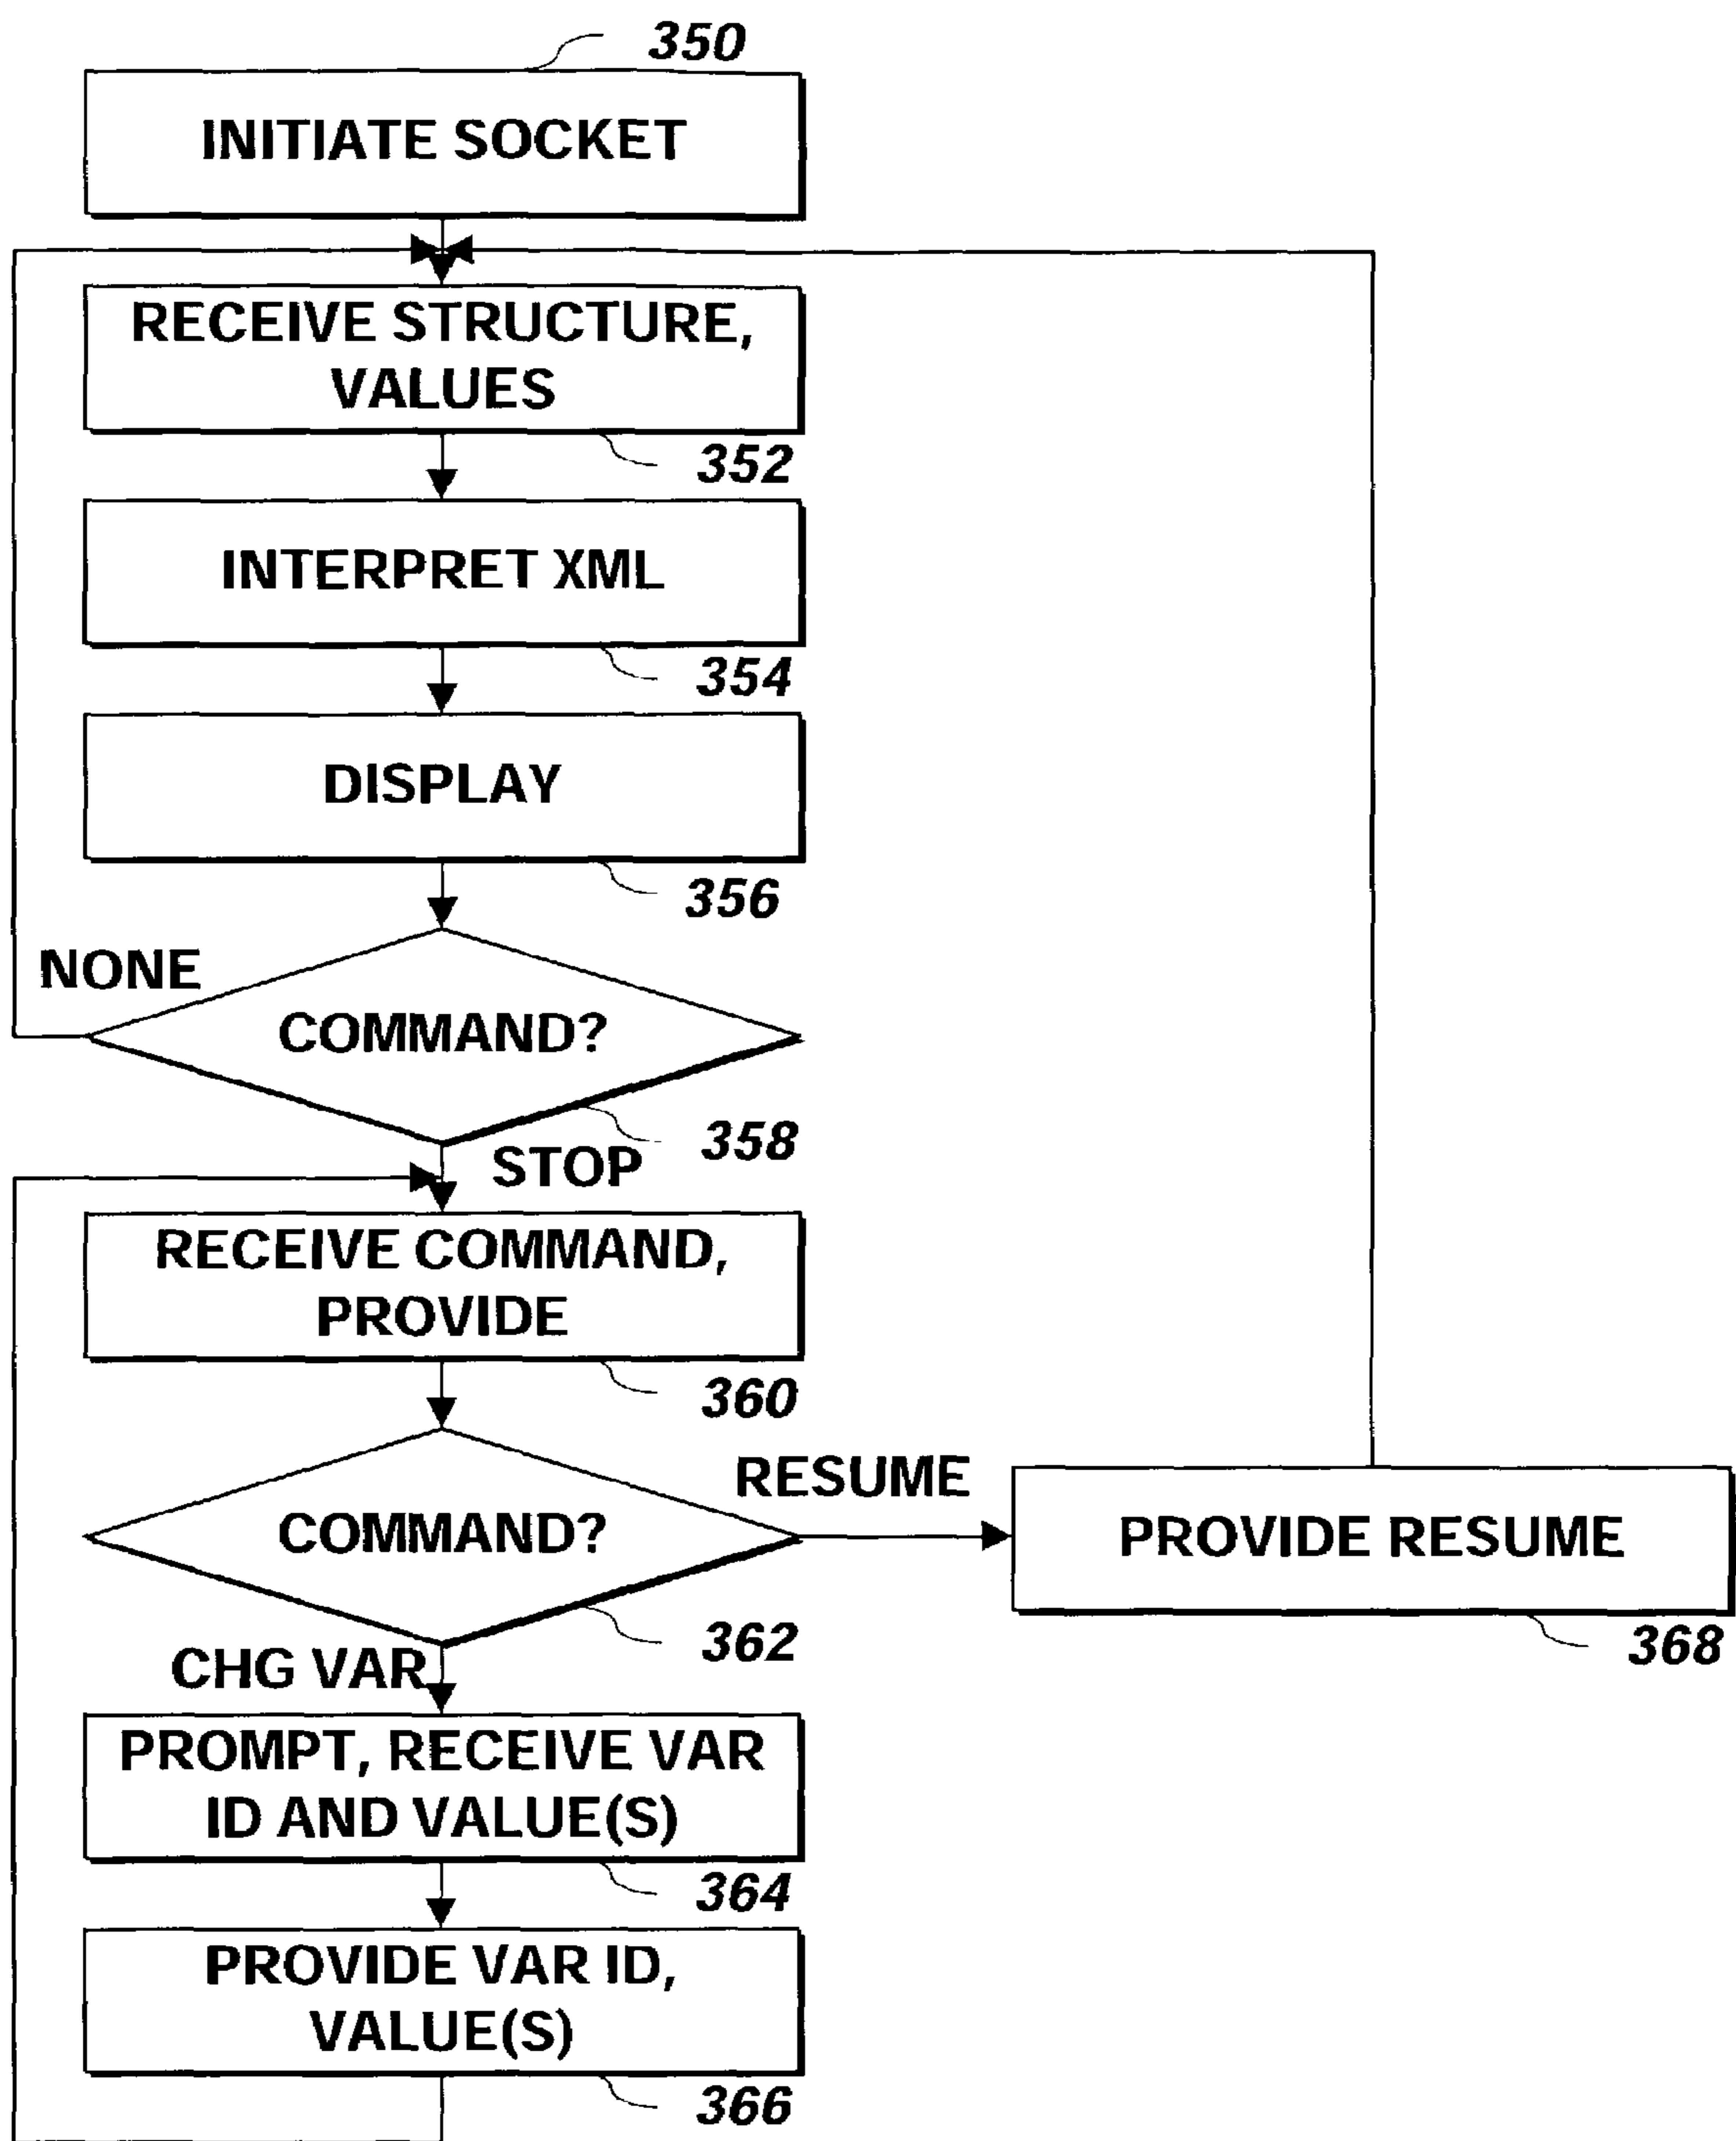 350
INITIATE SOCKET
RECEIVE STRUCTURE,
VALUES
352
INTERPRET XML
354
DISPLAY
356
NONE
COMMAND?
358
STOP
RECEIVE COMMAND,
PROVIDE
360
COMMAND?
RESUME
PROVIDE RESUME
362
368
CHG VAR
PROMPT, RECEIVE VAR
ID AND VALUE(S)
364
PROVIDE VAR ID,
VALUE(S)
366